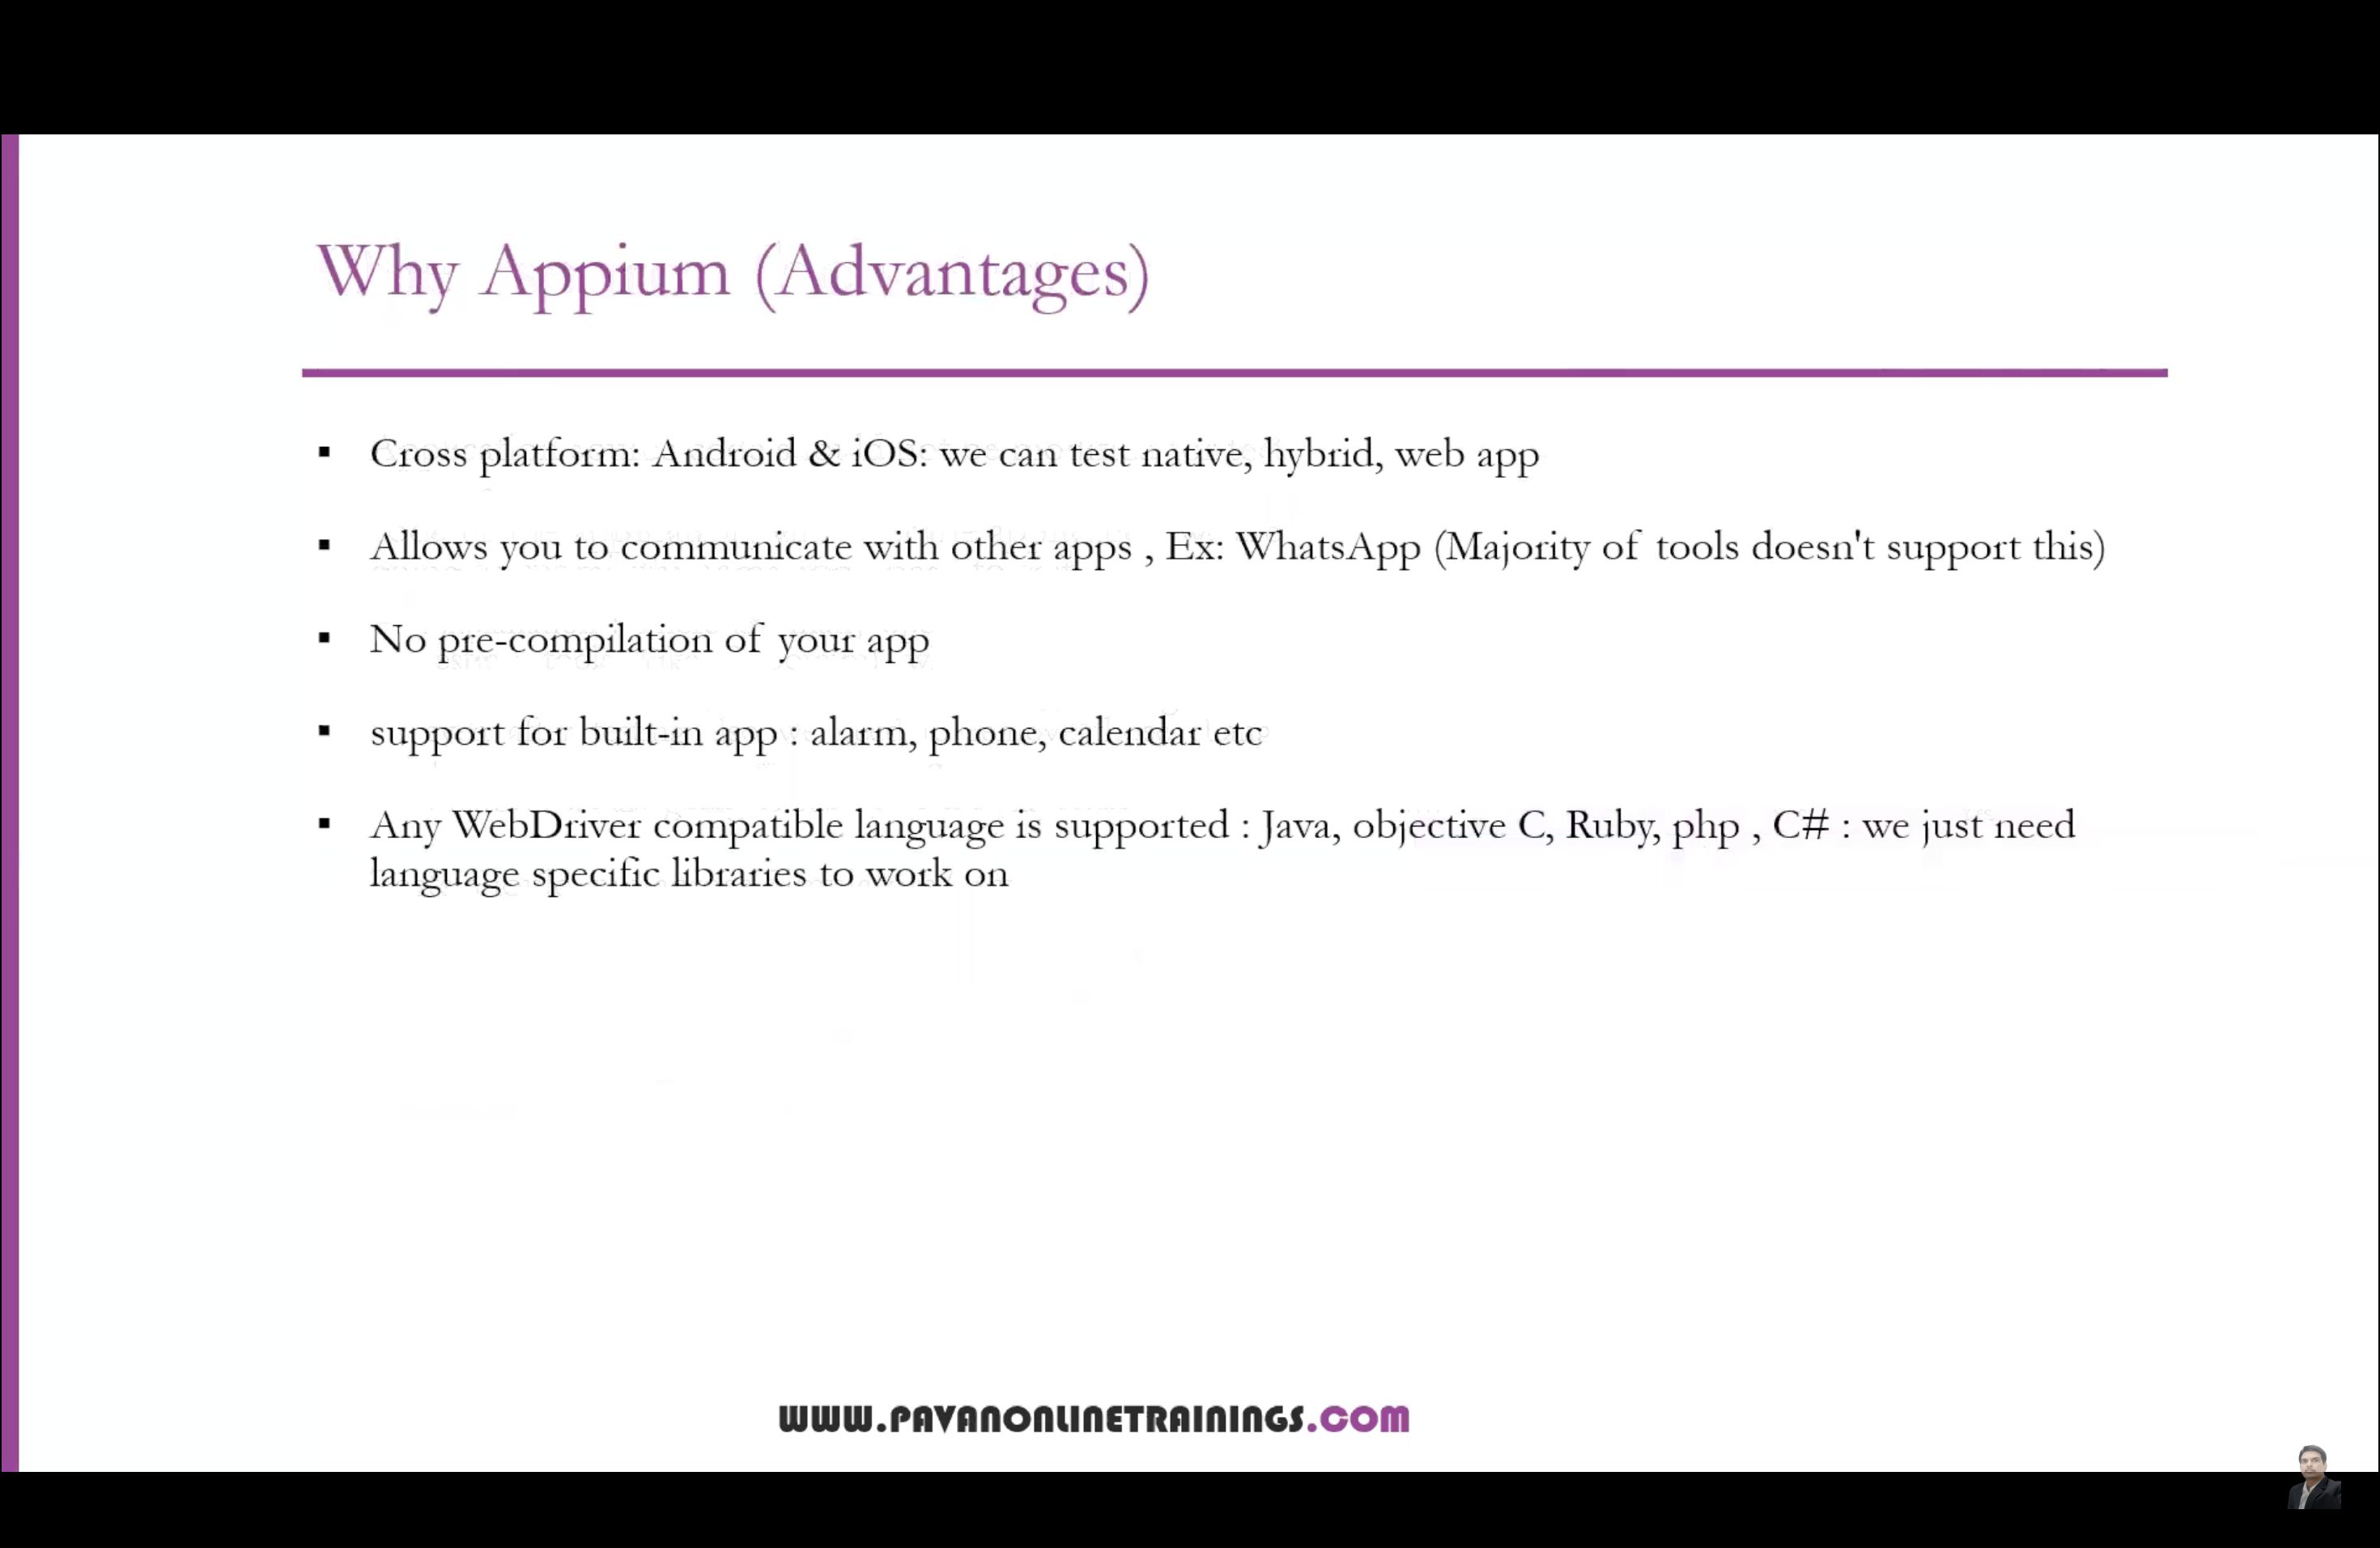 Why Appium (Advantages)
▪ Cross platform: Android & iOS: we can test native, hybrid, web app
▪ Allows you to communicate with other apps , Ex: WhatsApp (Majority of tools doesn't support this)
▪ No pre-compilation of your app
▪ support for built-in app : alarm, phone, calendar etc
▪ Any WebDriver compatible language is supported : Java, objective C, Ruby, php , C# : we just need
language specific libraries to work on
WWW.PAVANONLINETRAININGS.COM